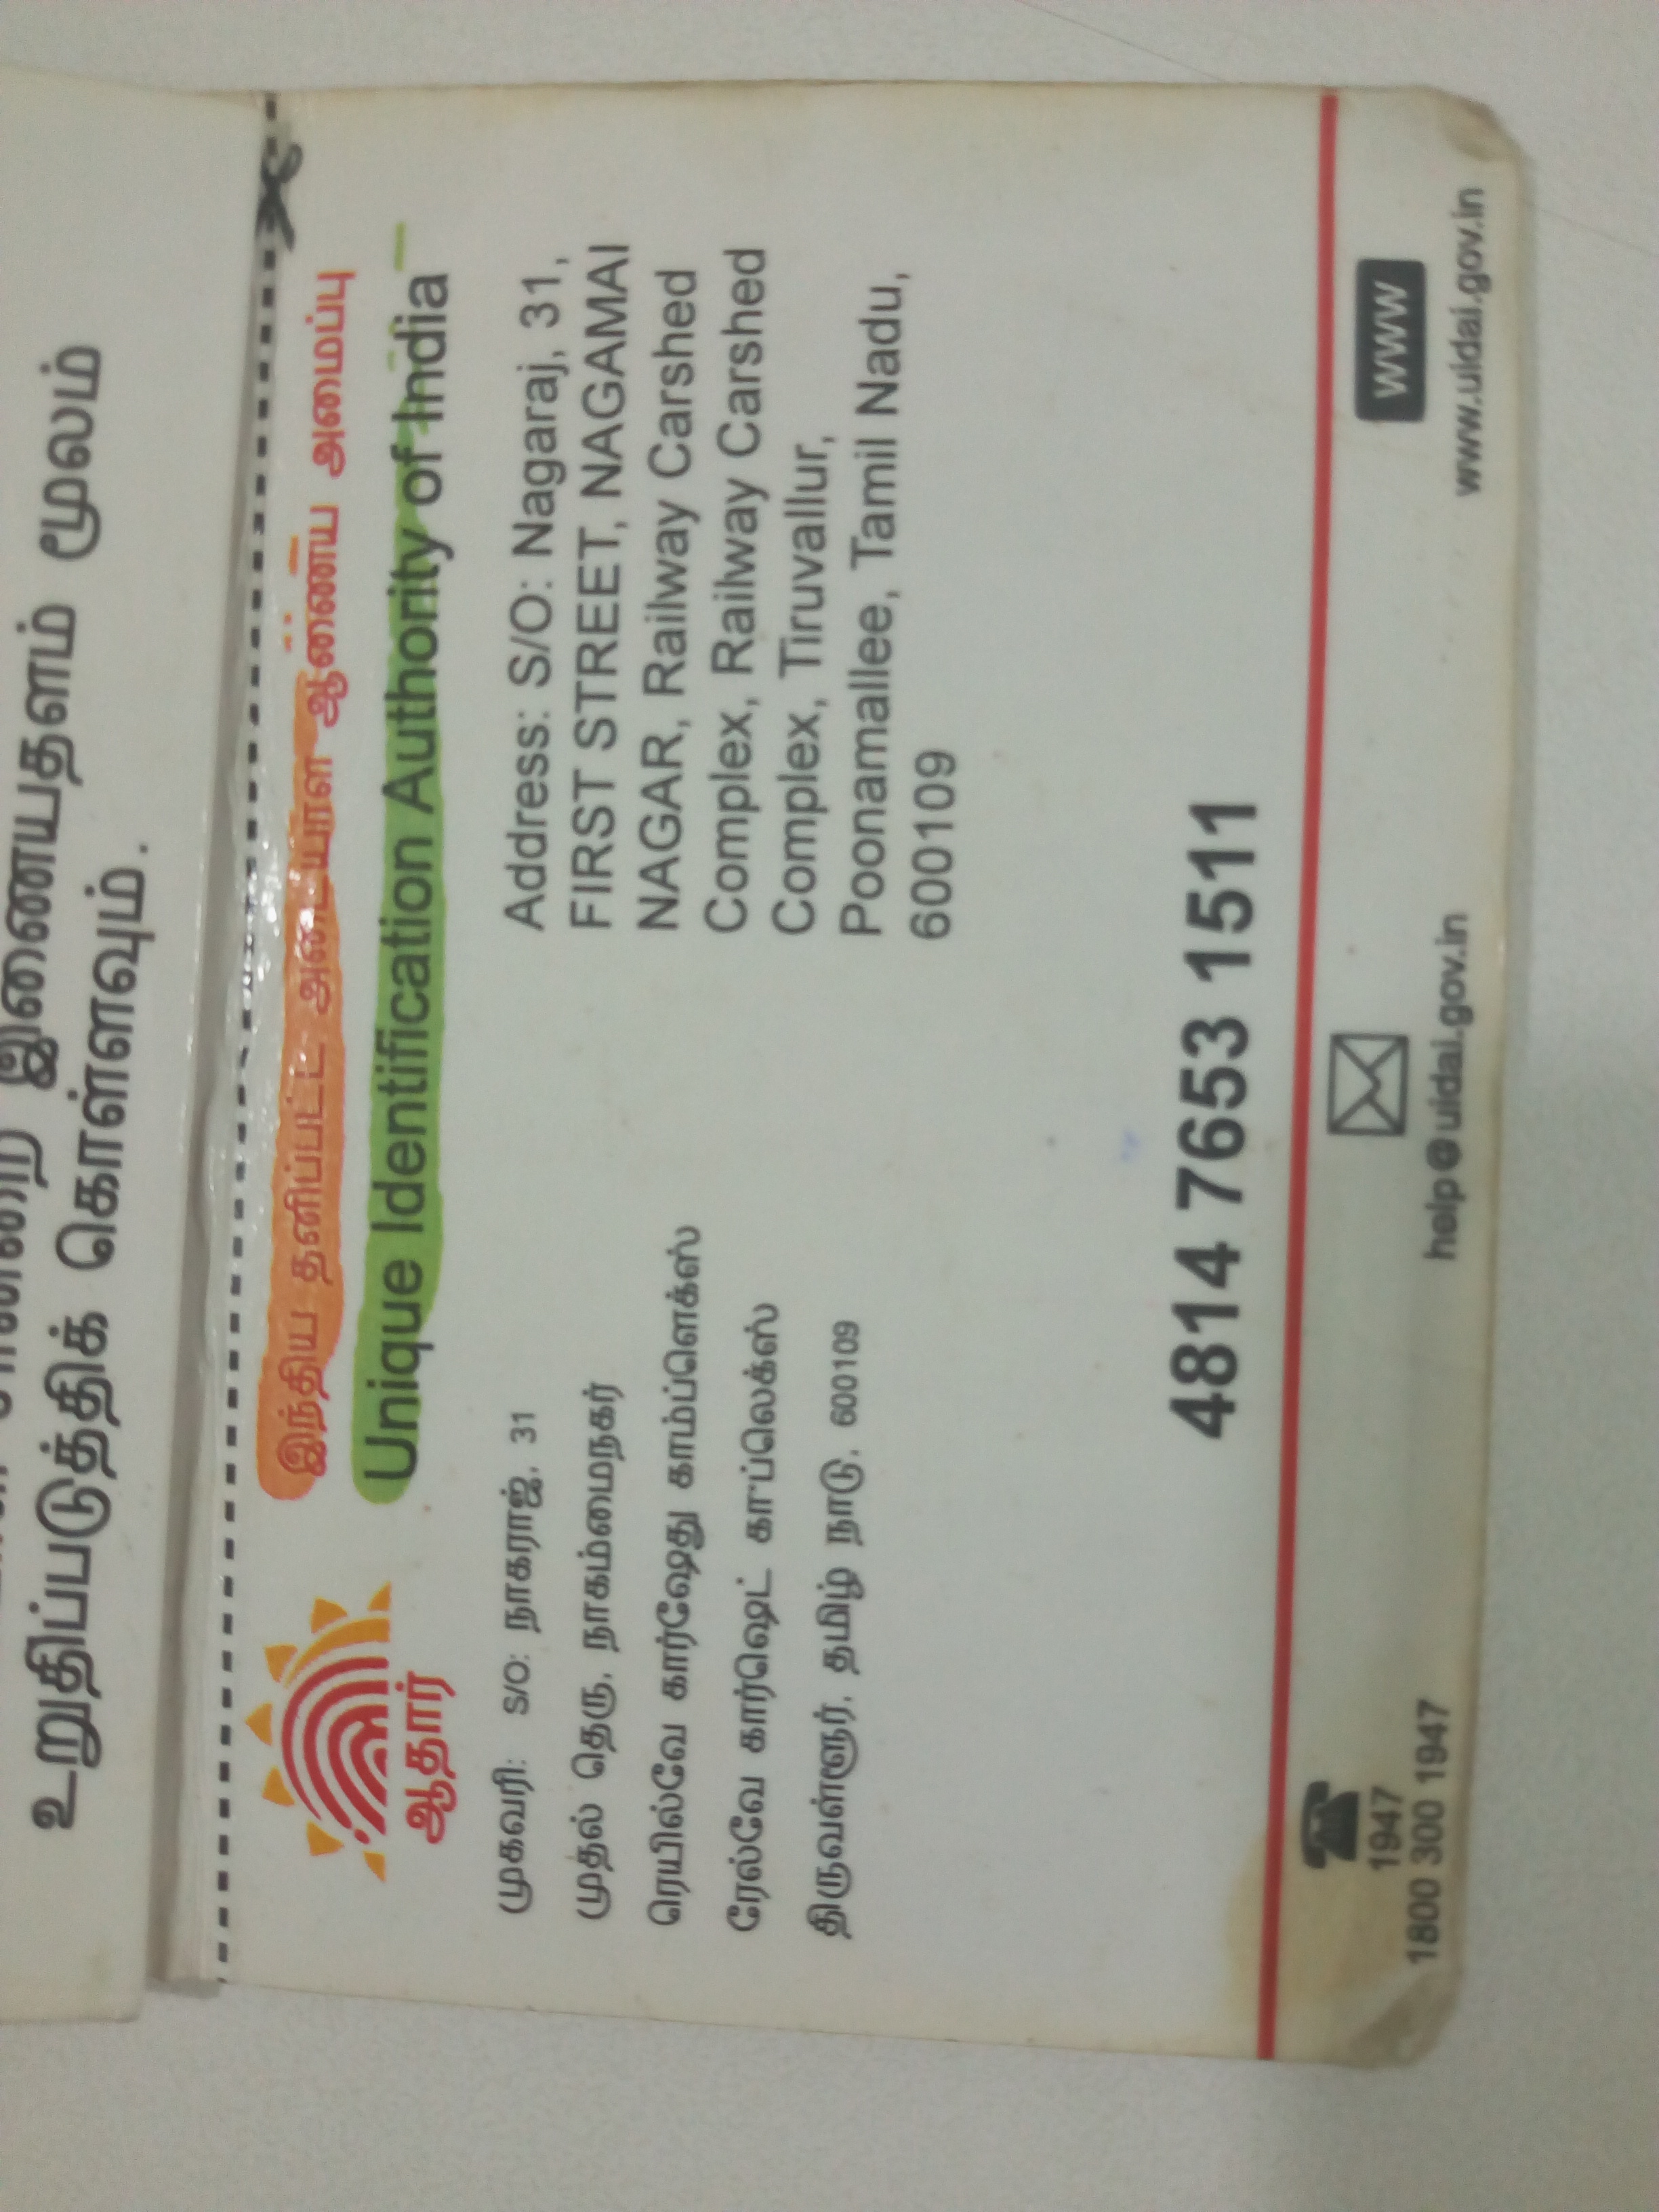 இணையதளம் மூலம்
உறுதிப்படுத்திக் கொள்ளவும்.
இந்திய தனிப்பட்ட அடையாள ஆணைய அமைப்பு
Unique Identification Authority of India
ஆதார்
முகவரி: S/O: நாகராஜ், 31
முதல் தெரு, நாகம்மைநகர்
ரெயில்வே கார்ஷேது காம்ப்ளெக்ஸ்
ரேல்வே கார்ஷெட் காப்லெக்ஸ்
திருவள்ளூர், தமிழ் நாடு, 600109
Address: S/O: Nagaraj, 31,
FIRST STREET, NAGAMAI
NAGAR, Railway Carshed
Complex, Railway Carshed
Complex, Tiruvallur,
Poonamallee, Tamil Nadu,
600109
4814 7653 1511
1947
1800 300 1947
help@uidai.gov.in
WWW
www.uidai.gov.in